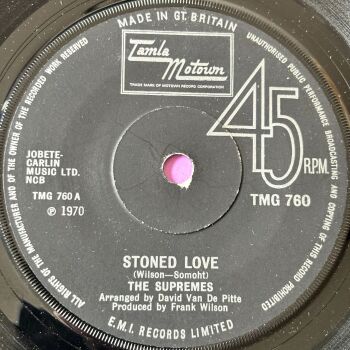 MADE IN GT. BRITAIN
UNAUTHORISED PUBLIC PERFORMANCE BROADCASTING AND COPYING OF THIS RECORD PROHIBITED
ALL RIGHTS OF THE MANUFACTURER AND OF THE OWNER OF THE RECORDED WORK RESERVED
Tamla
Motown
TRADE MARK OF MOTOWN RECORD CORPORATION
45
R.P.M.
JOBETE-
CARLIN
MUSIC LTD.
NCB
TMG 760 A
℗ 1970
TMG 760
STONED LOVE
(Wilson—Somoht)
THE SUPREMES
Arranged by David Van De Pitte
Produced by Frank Wilson
E.M.I. RECORDS LIMITED